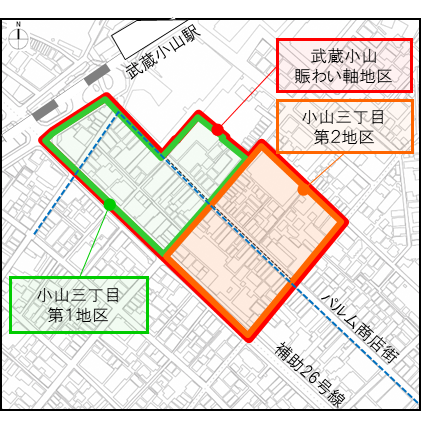 N
武蔵小山駅
武蔵小山
賑わい軸地区
小山三丁目
第2地区
小山三丁目
第1地区
パルム商店街
補助26号線